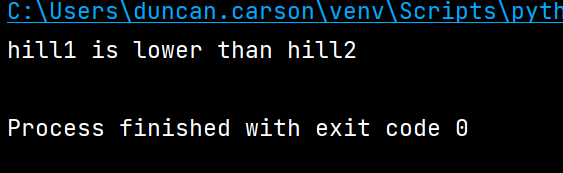 C:\Users\duncan.carson\venv\Scripts\pyth
hill1 is lower than hill2
Process finished with exit code 0